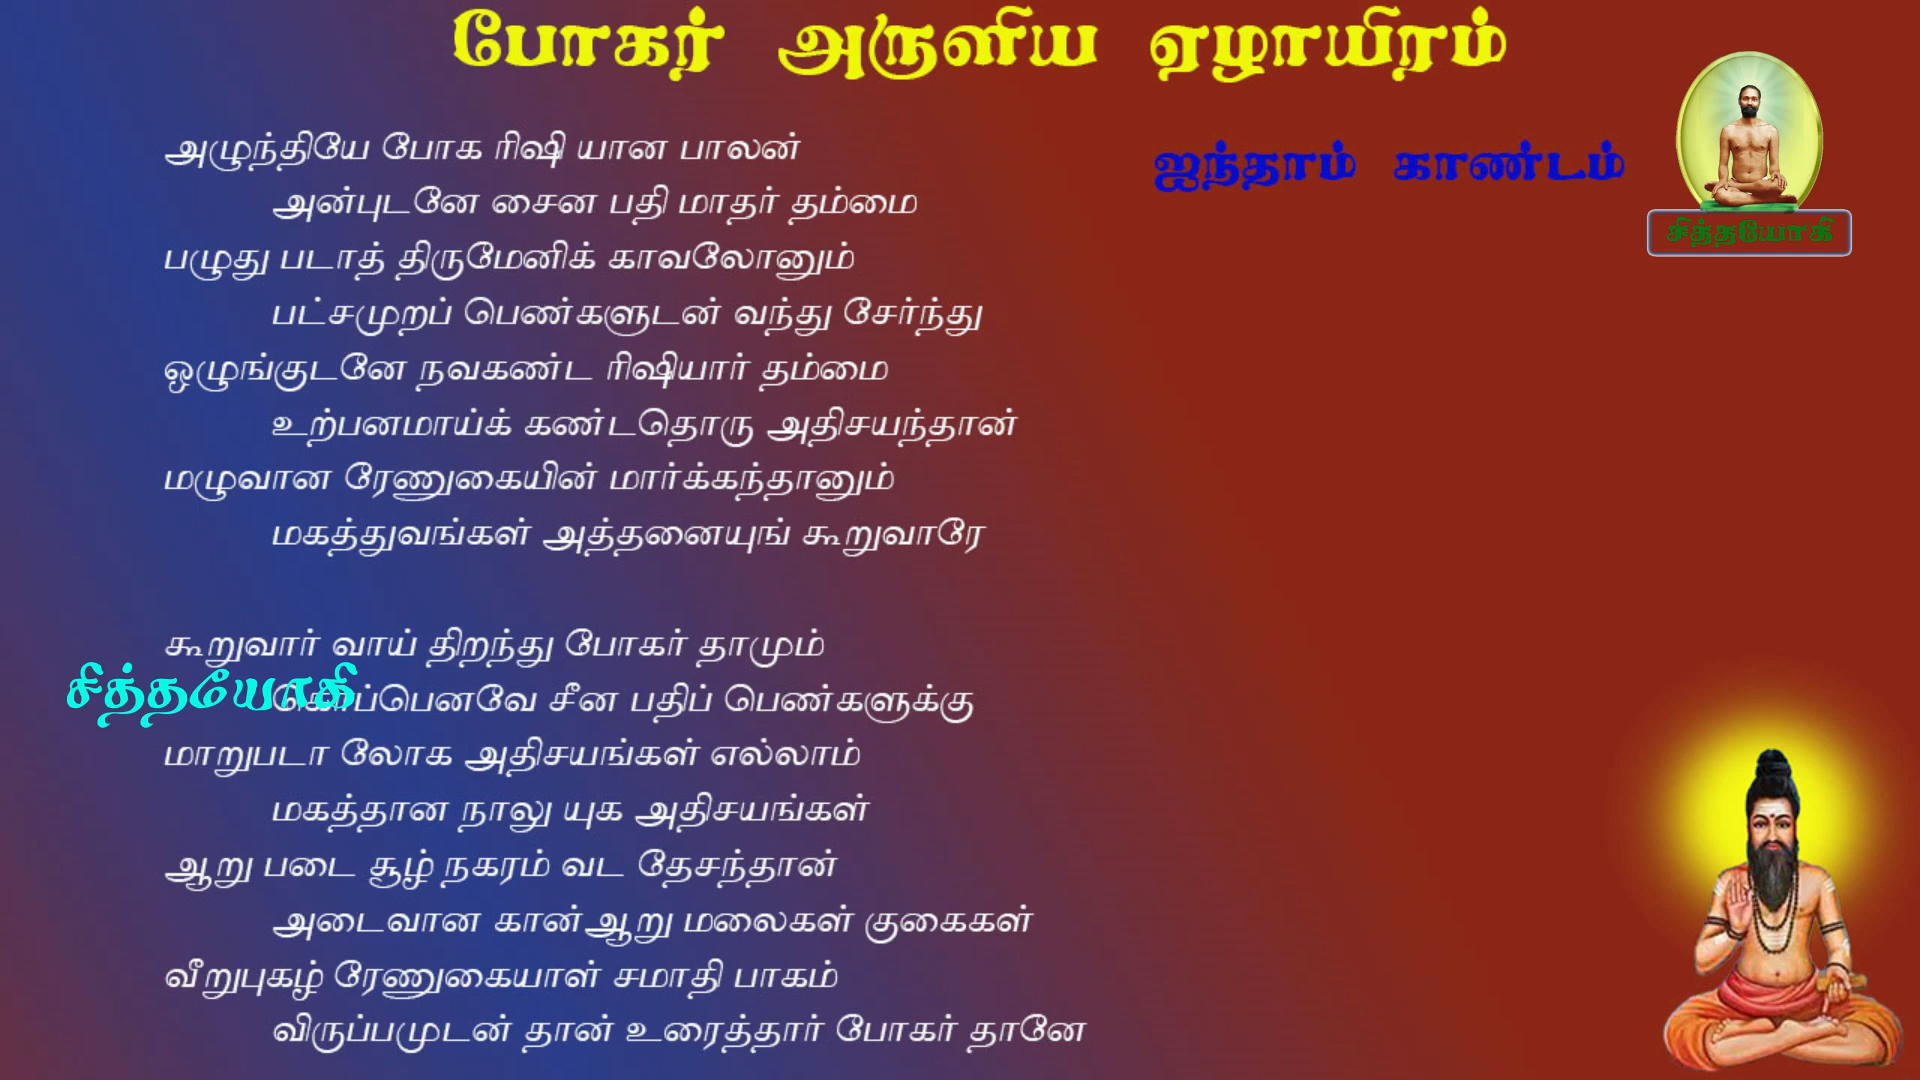 போகர் அருளிய ஏழாயிரம்
ஐந்தாம் காண்டம்
சித்தயோகி
அழுந்தியே போக ரிஷி யான பாலன்
அன்புடனே சைன பதி மாதர் தம்மை
பழுது படாத் திருமேனிக் காவலோனும்
பட்சமுறப் பெண்களுடன் வந்து சேர்ந்து
ஒழுங்குடனே நவகண்ட ரிஷியார் தம்மை
உற்பனமாய்க் கண்டதொரு அதிசயந்தான்
மழுவான ரேணுகையின் மார்க்கந்தானும்
மகத்துவங்கள் அத்தனையுங் கூறுவாரே
கூறுவார் வாய் திறந்து போகர் தாமும்
சித்தயோகி
சீன பதிப் பெண்களுக்கு
மாறுபடா லோக அதிசயங்கள் எல்லாம்
மகத்தான நாலு யுக அதிசயங்கள்
ஆறு படை சூழ் நகரம் வட தேசந்தான்
அடைவான கான்ஆறு மலைகள் குகைகள்
வீறுபுகழ் ரேணுகையாள் சமாதி பாகம்
விருப்பமுடன் தான் உரைத்தார் போகர் தானே